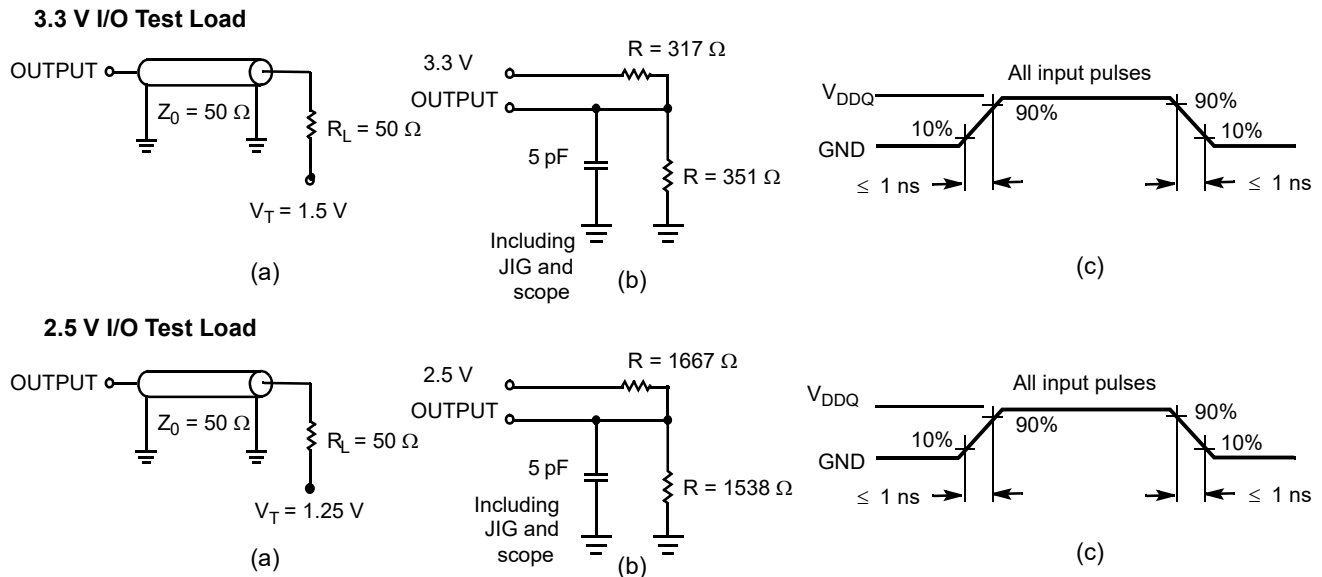 3.3 V I/O Test Load
OUTPUT
Z0 = 50 Ω
RL = 50 Ω
VT = 1.5 V
(a)
R = 317 Ω
3.3 V
OUTPUT
5 pF
R = 351 Ω
Including
JIG and
scope
(b)
All input pulses
VDDQ
90%
90%
10%
10%
GND
≤ 1 ns
≤ 1 ns
(c)
2.5 V I/O Test Load
OUTPUT
Z0 = 50 Ω
RL = 50 Ω
VT = 1.25 V
(a)
R = 1667 Ω
2.5 V
OUTPUT
5 pF
R = 1538 Ω
Including
JIG and
scope
(b)
All input pulses
VDDQ
90%
90%
10%
10%
GND
≤ 1 ns
≤ 1 ns
(c)